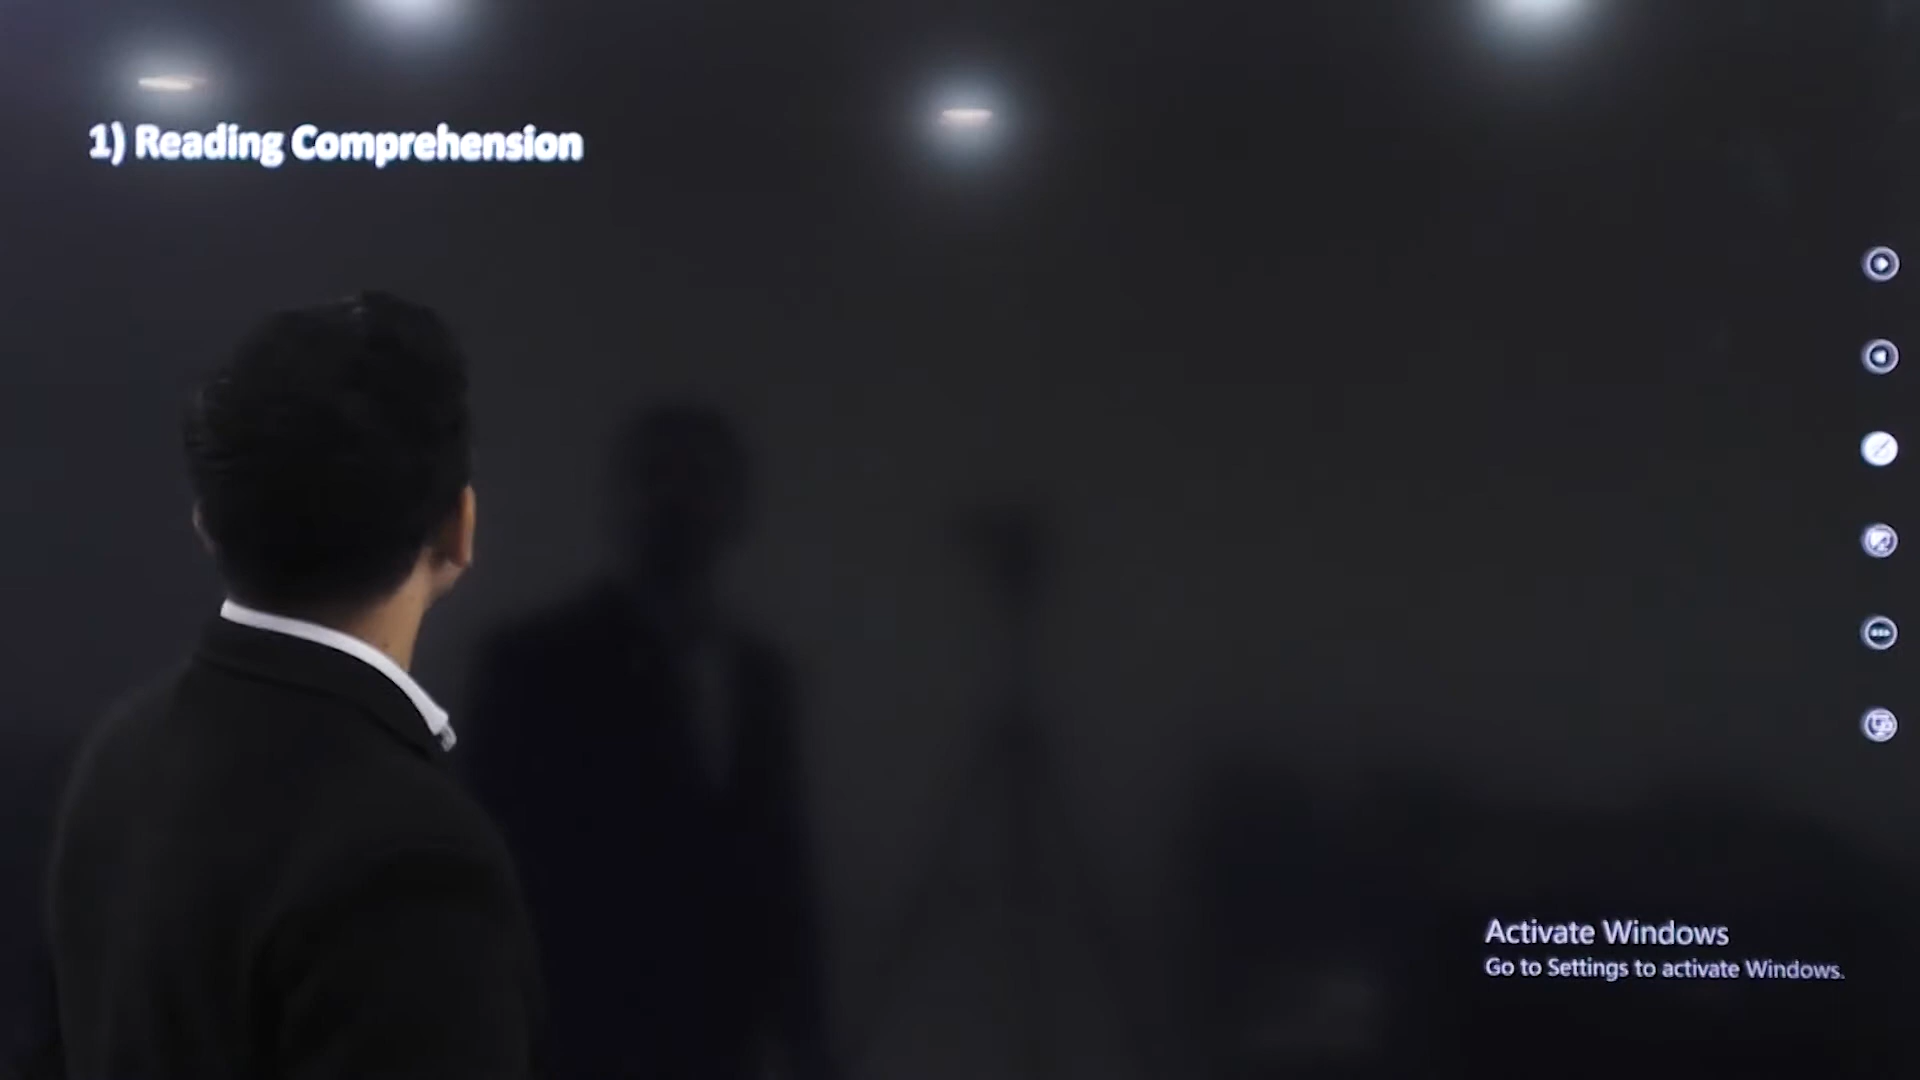 1) Reading Comprehension
Activate Windows
Go to Settings to activate Windows.